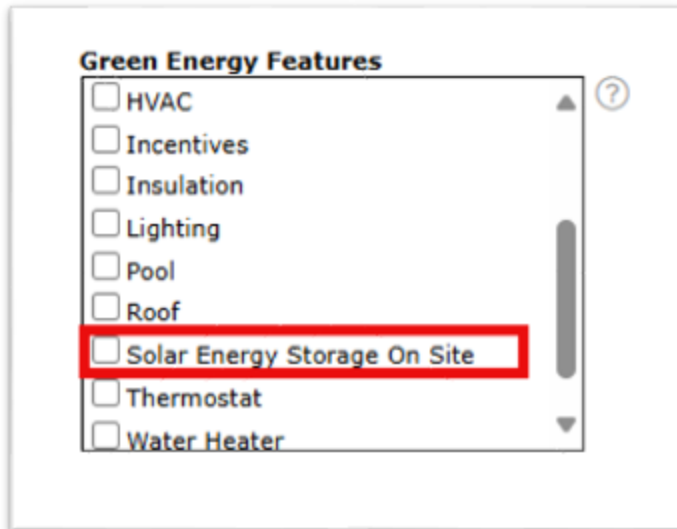 Green Energy Features
HVAC
?
Incentives
Insulation
Lighting
Pool
Roof
Solar Energy Storage On Site
Thermostat
Water Heater